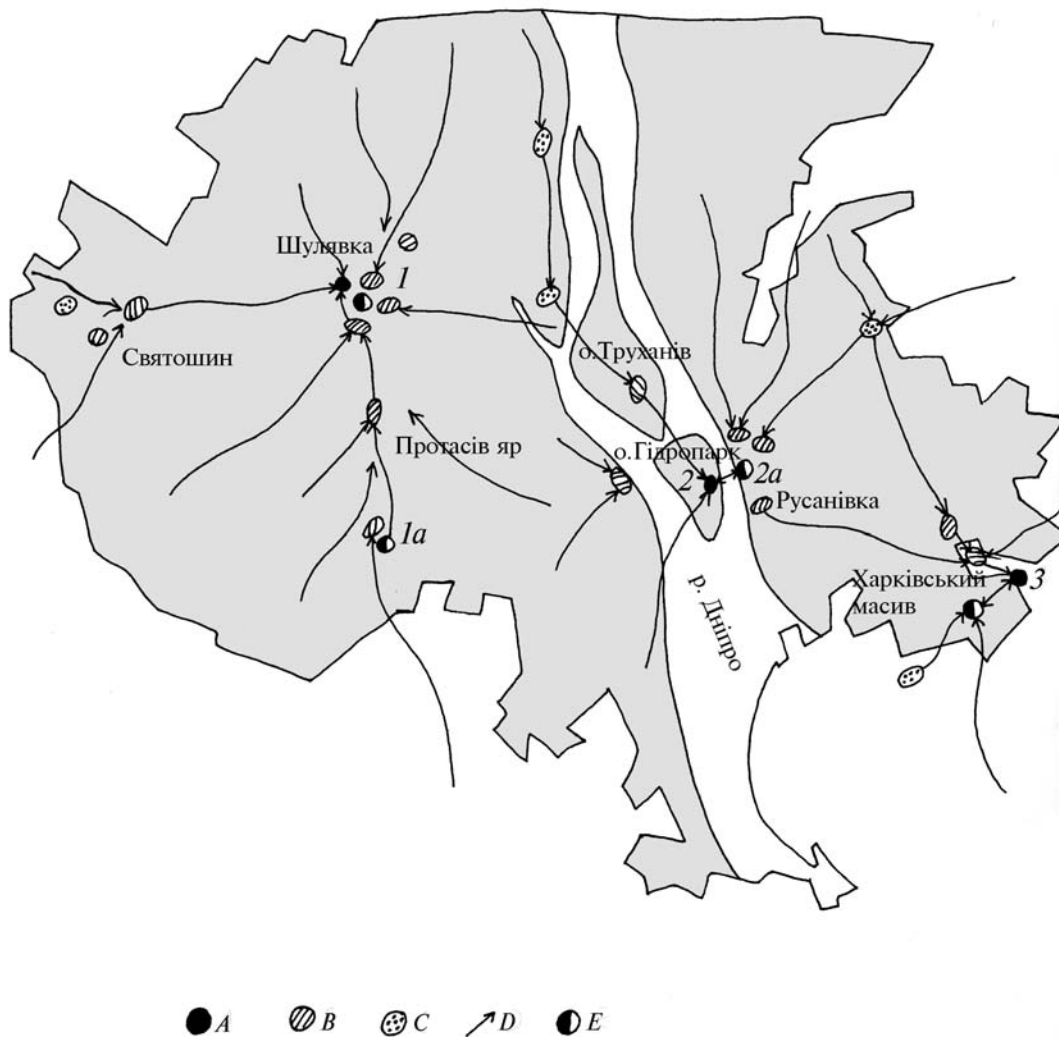 Шулявка
1
о.Труханів
Святошин
Протасів яр
о.Гідропарк
2
2а
Русанівка
1а
Харківський
масив
3
р. Дніпро
A
B
C
D
E